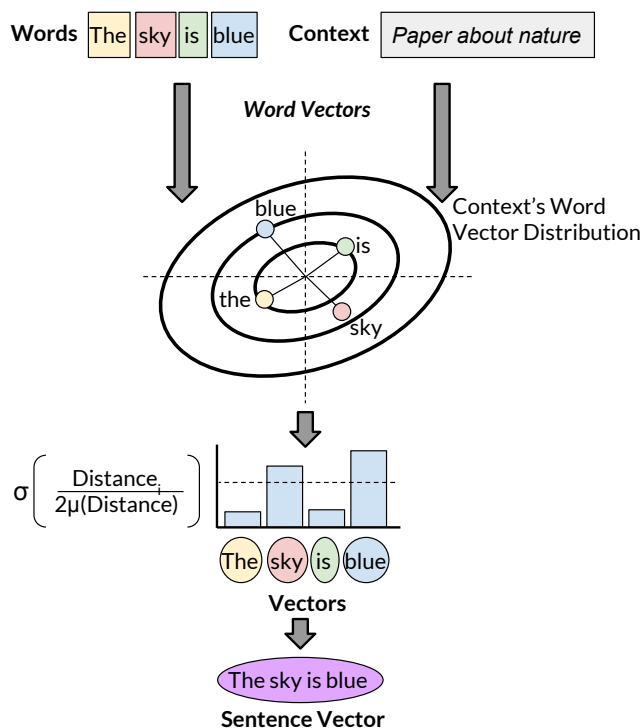 Words The sky is blue Context Paper about nature
Word Vectors
blue
is
Context's Word
Vector Distribution
the
sky
σ ( Distance_i / 2μ(Distance) )
The sky is blue
Vectors
The sky is blue
Sentence Vector